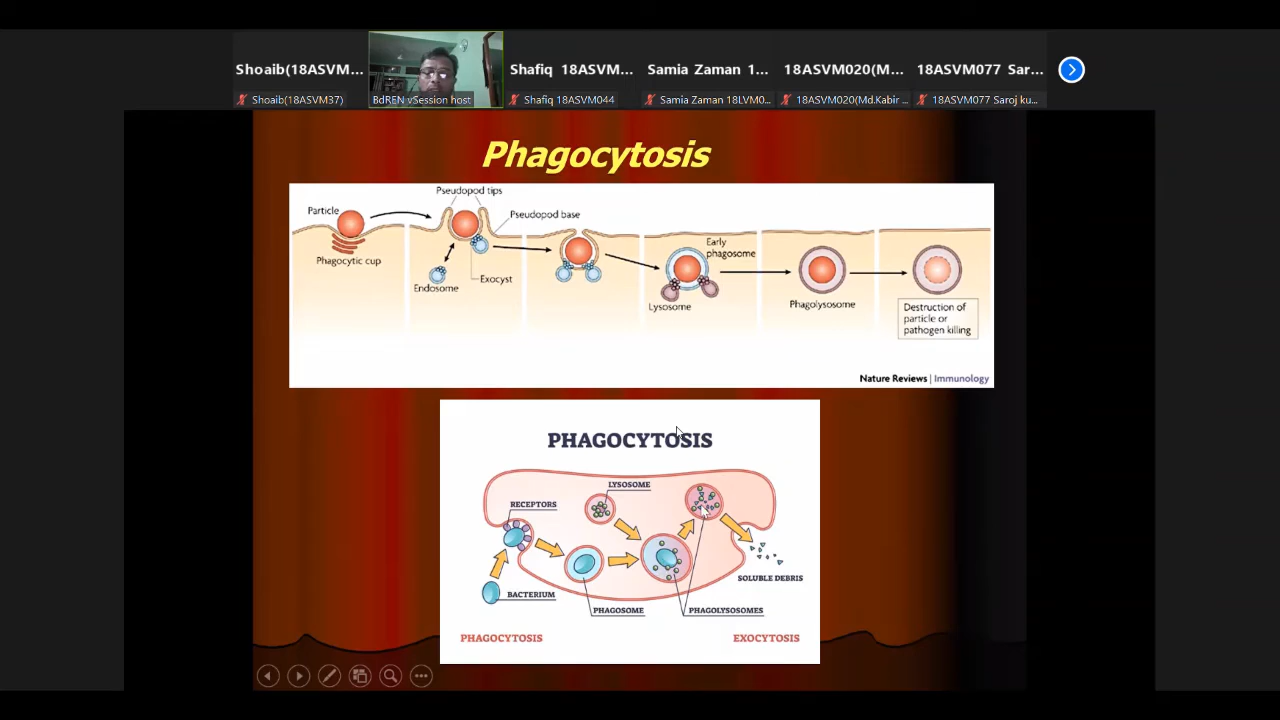 Shoaib(18ASVM...
Shafiq 18ASVM...
Samia Zaman 1...
18ASVM020(M...
18ASVM077 Sar...
Shoaib(18ASVM37)
BdREN vSession host
Shafiq 18ASVM044
Samia Zaman 18LVM0...
18ASVM020(Md.Kabir ...
18ASVM077 Saroj ku...
Phagocytosis
Particle
Phagocytic cup
Pseudopod tips
Pseudopod base
Endosome
Exocyst
Early
phagosome
Lysosome
Phagolysosome
Destruction of
particle or
pathogen killing
Nature Reviews | Immunology
PHAGOCYTOSIS
LYSOSOME
RECEPTORS
BACTERIUM
PHAGOSOME
PHAGOLYSOSOMES
SOLUBLE DEBRIS
PHAGOCYTOSIS
EXOCYTOSIS